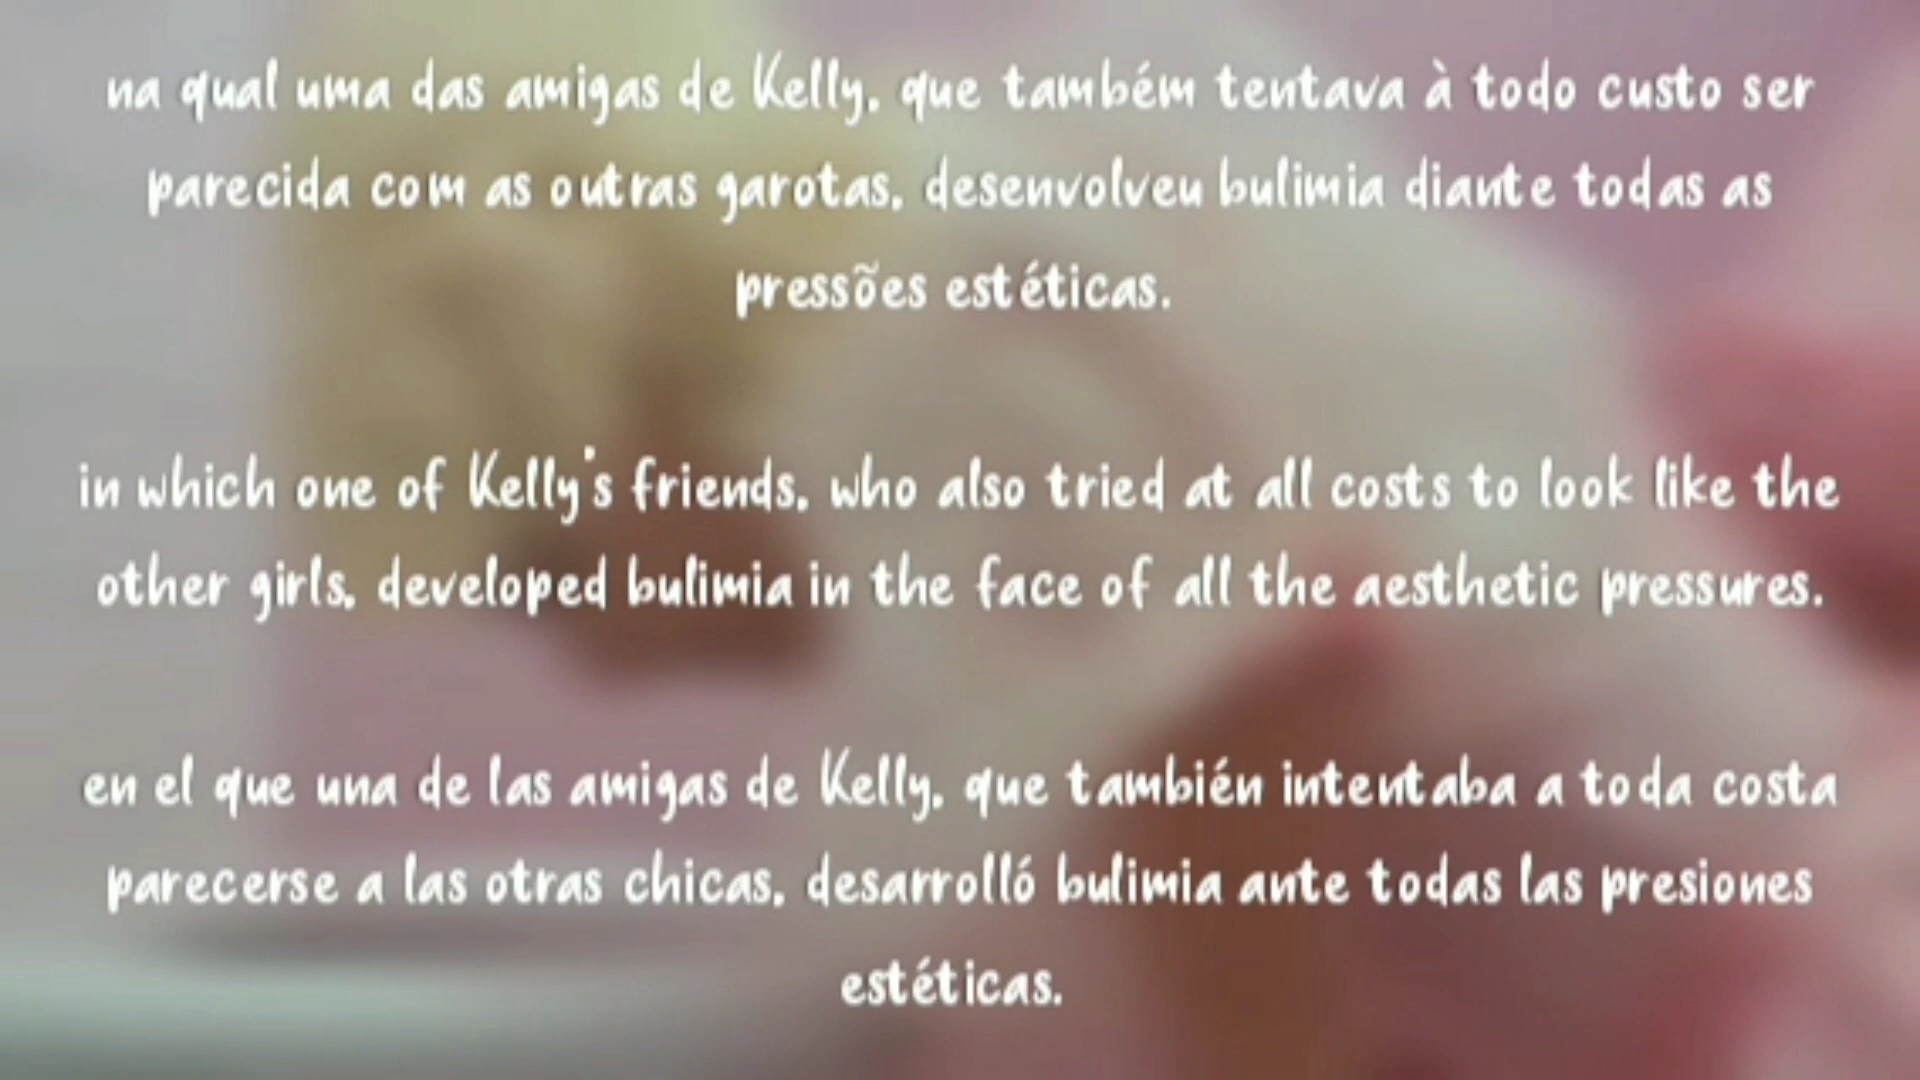 na qual uma das amigas de Kelly, que também tentava à todo custo ser
parecida com as outras garotas, desenvolveu bulimia diante todas as
pressões estéticas.
in which one of Kelly's friends, who also tried at all costs to look like the
other girls, developed bulimia in the face of all the aesthetic pressures.
en el que una de las amigas de Kelly, que también intentaba a toda costa
parecerse a las otras chicas, desarrolló bulimia ante todas las presiones
estéticas.